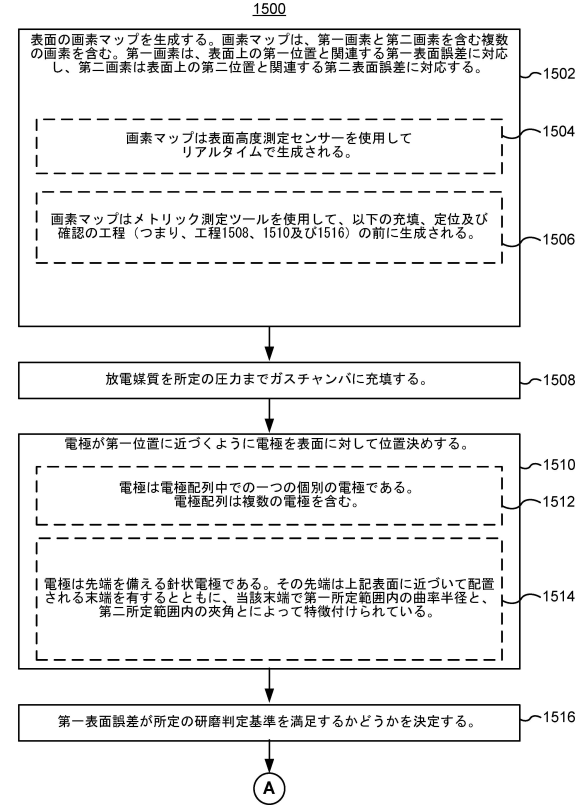 1500
表面の画素マップを生成する。画素マップは、第一画素と第二画素を含む複数
の画素を含む。第一画素は、表面上の第一位置と関連する第一表面誤差に対応
し、第二画素は表面上の第二位置と関連する第二表面誤差に対応する。
1502
画素マップは表面高度測定センサーを使用して
リアルタイムで生成される。
1504
画素マップはメトリック測定ツールを使用して、以下の充填、定位及び
確認の工程（つまり、工程1508、1510及び1516）の前に生成される。
1506
放電媒質を所定の圧力までガスチャンバに充填する。
1508
電極が第一位置に近づくように電極を表面に対して位置決めする。
1510
電極は電極配列中での一つの個別の電極である。
電極配列は複数の電極を含む。
1512
電極は先端を備える針状電極である。その先端は上記表面に近づいて配置
される末端を有するとともに、当該末端で第一所定範囲内の曲率半径と、
第二所定範囲内の夾角とによって特徴付けられている。
1514
第一表面誤差が所定の研磨判定基準を満足するかどうかを決定する。
1516
A